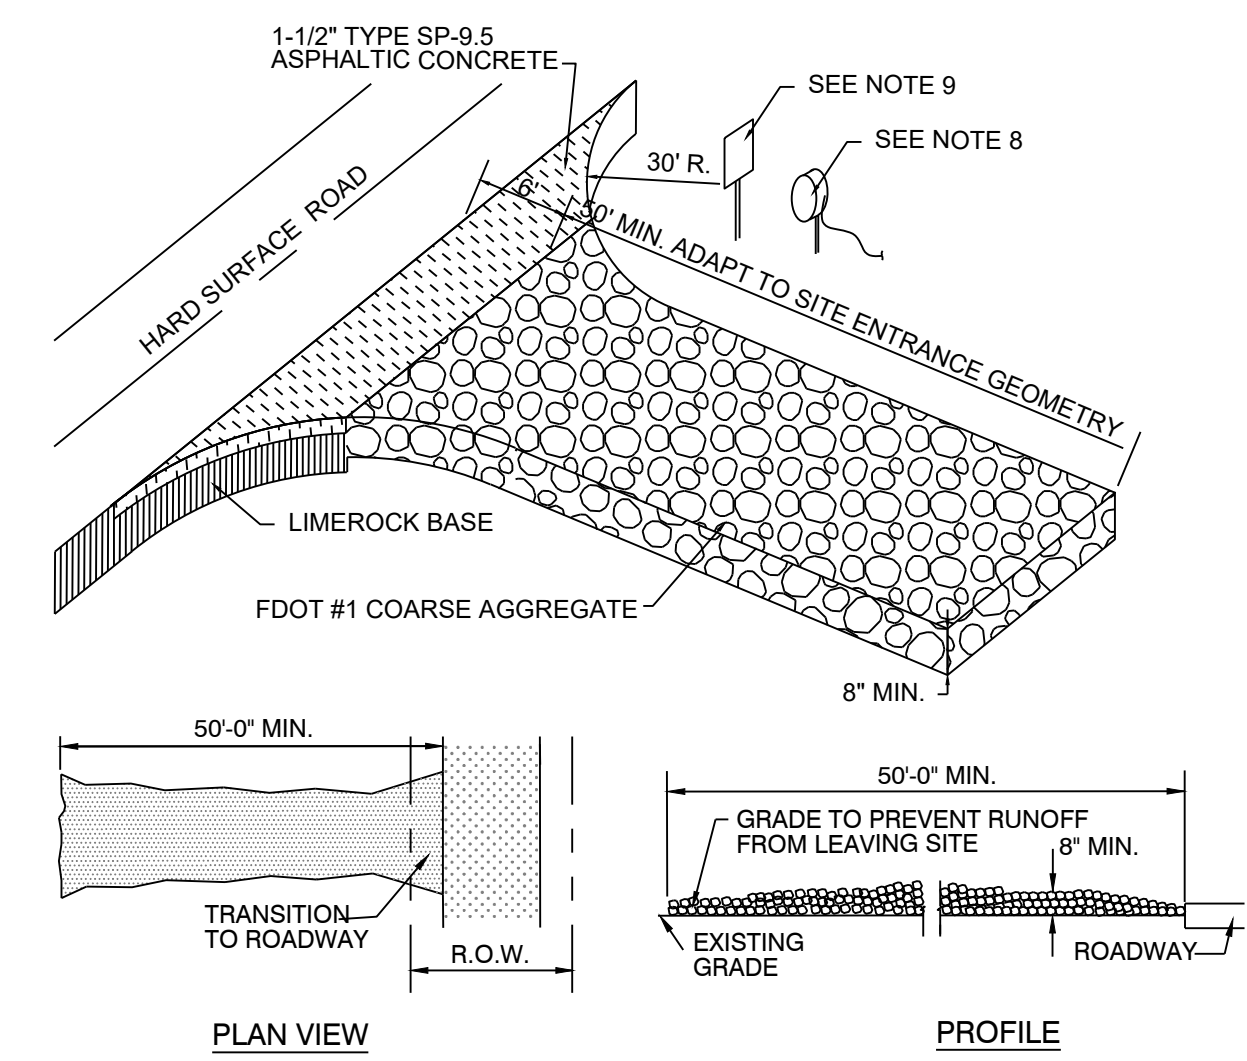 1-1/2" TYPE SP-9.5
ASPHALTIC CONCRETE
SEE NOTE 9
SEE NOTE 8
30' R.
6'
50' MIN. ADAPT TO SITE ENTRANCE GEOMETRY
HARD SURFACE ROAD
LIMEROCK BASE
FDOT #1 COARSE AGGREGATE
8" MIN.
50'-0" MIN.
TRANSITION
TO ROADWAY
R.O.W.
PLAN VIEW
50'-0" MIN.
GRADE TO PREVENT RUNOFF
FROM LEAVING SITE
8" MIN.
EXISTING
GRADE
ROADWAY
PROFILE